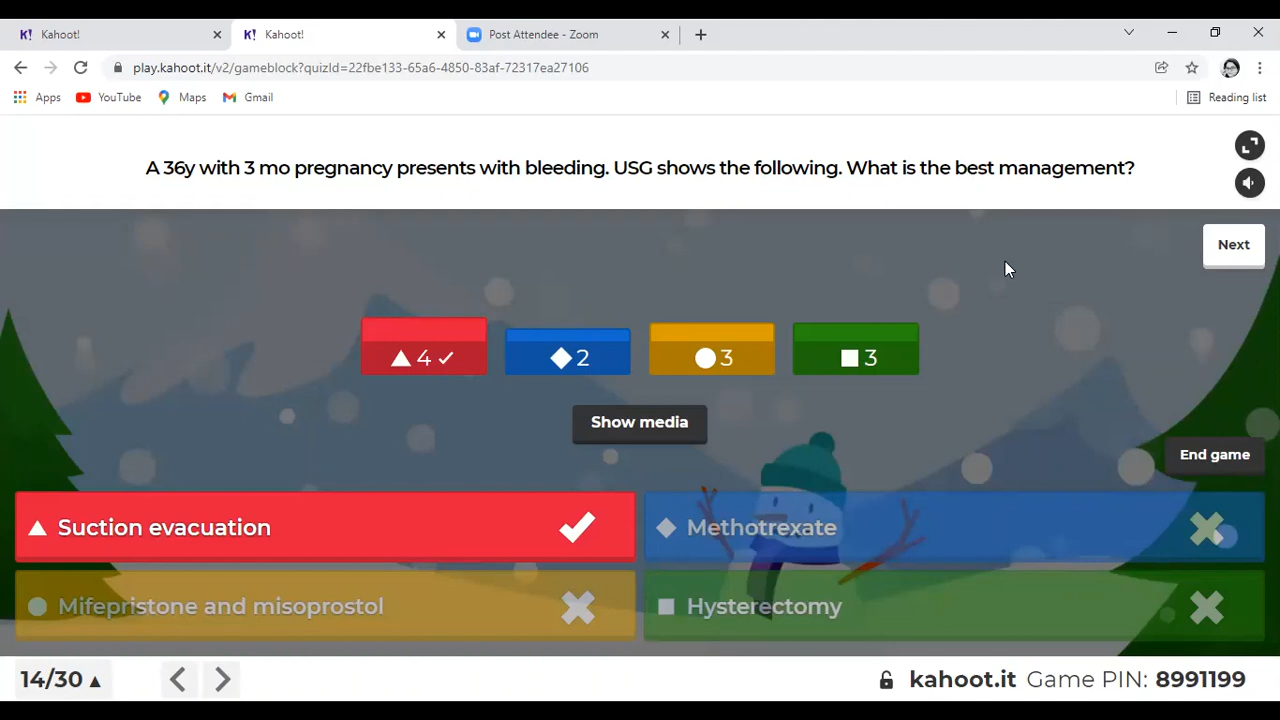 K! Kahoot!
K! Kahoot!
Post Attendee - Zoom
play.kahoot.it/v2/gameblock?quizId=22fbe133-65a6-4850-83af-72317ea27106
Apps YouTube Maps Gmail Reading list
A 36y with 3 mo pregnancy presents with bleeding. USG shows the following. What is the best management?
Next
4 2 3 3
Show media
End game
Suction evacuation
Methotrexate
Mifepristone and misoprostol
Hysterectomy
14/30
kahoot.it Game PIN: 8991199